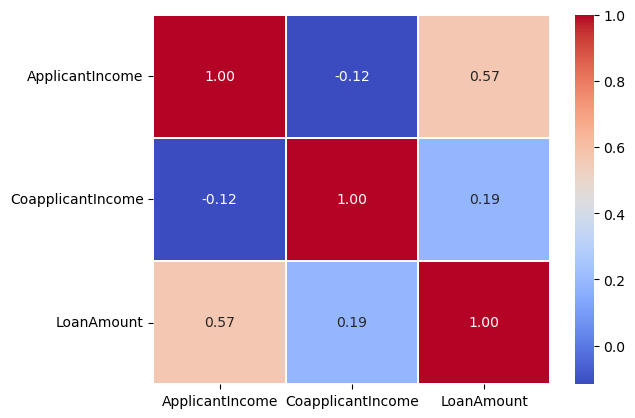 ApplicantIncome 1.00 -0.12 0.57
CoapplicantIncome -0.12 1.00 0.19
LoanAmount 0.57 0.19 1.00
ApplicantIncome CoapplicantIncome LoanAmount
1.0
0.8
0.6
0.4
0.2
0.0